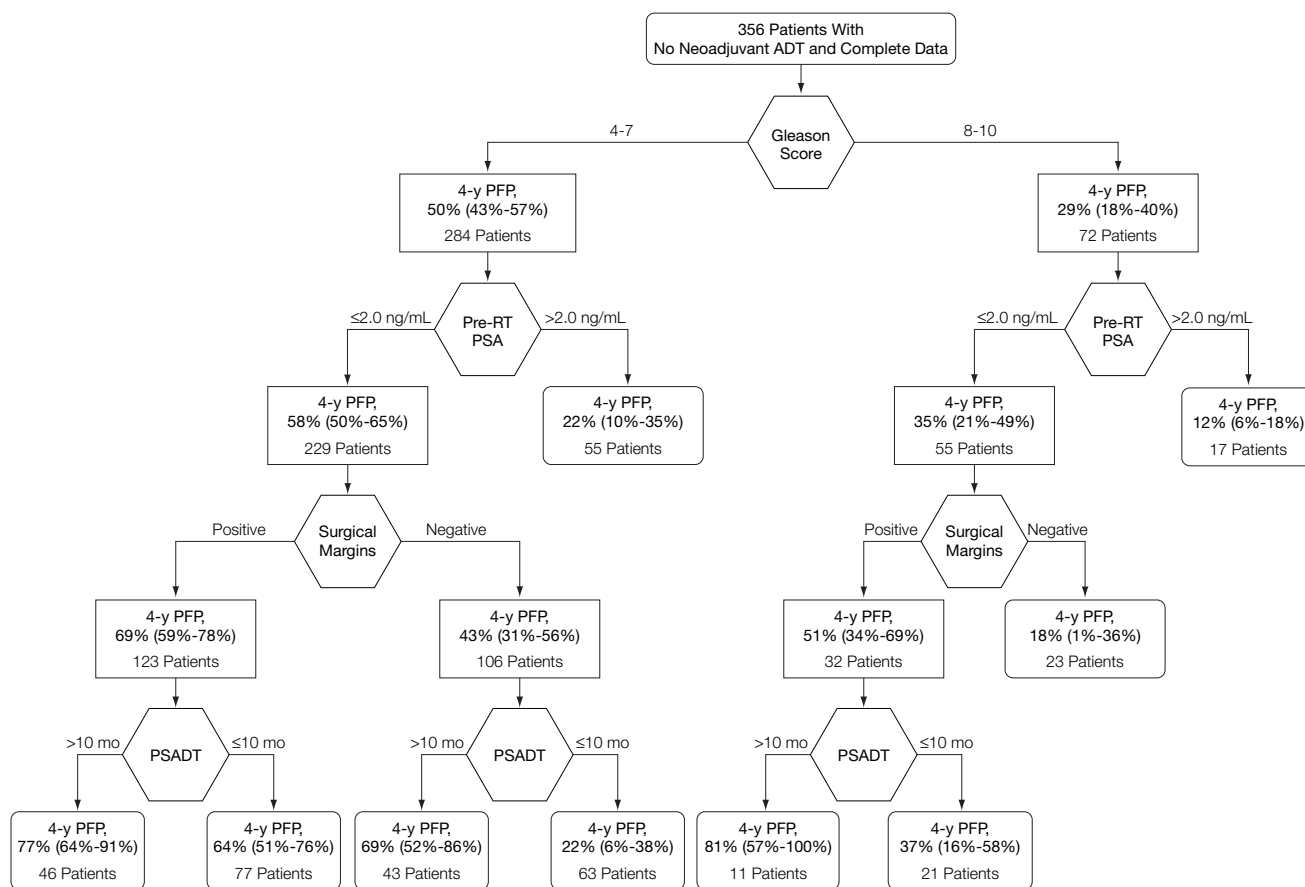 356 Patients With
No Neoadjuvant ADT and Complete Data
4-7
Gleason
Score
8-10
4-y PFP,
50% (43%-57%)
284 Patients
4-y PFP,
29% (18%-40%)
72 Patients
≤2.0 ng/mL
Pre-RT
PSA
>2.0 ng/mL
≤2.0 ng/mL
Pre-RT
PSA
>2.0 ng/mL
4-y PFP,
58% (50%-65%)
229 Patients
4-y PFP,
22% (10%-35%)
55 Patients
4-y PFP,
35% (21%-49%)
55 Patients
4-y PFP,
12% (6%-18%)
17 Patients
Positive
Surgical
Margins
Negative
Positive
Surgical
Margins
Negative
4-y PFP,
69% (59%-78%)
123 Patients
4-y PFP,
43% (31%-56%)
106 Patients
4-y PFP,
51% (34%-69%)
32 Patients
4-y PFP,
18% (1%-36%)
23 Patients
>10 mo
PSADT
≤10 mo
>10 mo
PSADT
≤10 mo
>10 mo
PSADT
≤10 mo
4-y PFP,
77% (64%-91%)
46 Patients
4-y PFP,
64% (51%-76%)
77 Patients
4-y PFP,
69% (52%-86%)
43 Patients
4-y PFP,
22% (6%-38%)
63 Patients
4-y PFP,
81% (57%-100%)
11 Patients
4-y PFP,
37% (16%-58%)
21 Patients